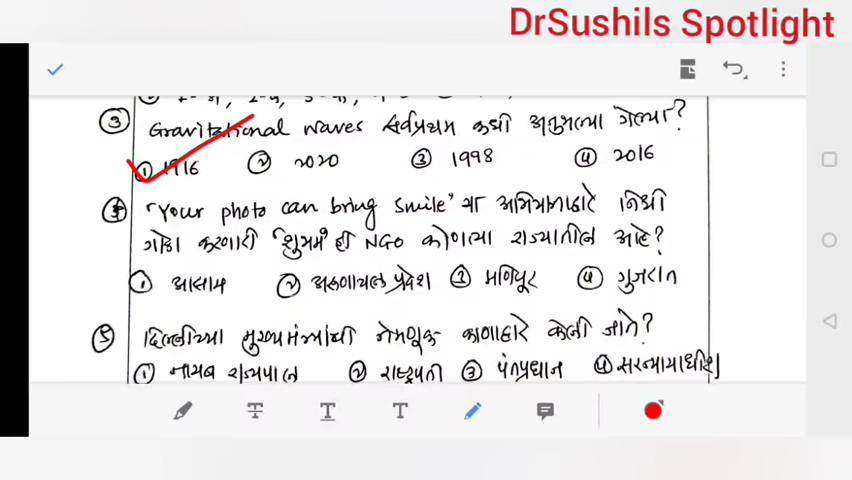 DrSushils Spotlight
③ Gravitational waves सर्वप्रथम कधी अनुभवल्या गेल्या?
① 1916 ② 2020 ③ 1998 ④ 2016
④ "Your photo can bring smile" या अभियानाद्वारे निधी
गोळा करणारी "शुभम" ही NGO कोणत्या राज्यातील आहे?
① आसाम ② अरुणाचल प्रदेश ③ मणिपूर ④ गुजरात
⑤ दिल्लीच्या मुख्यमंत्र्यांची नेमणूक कोणाद्वारे केली जाते?
① नायब राज्यपाल ② राष्ट्रपती ③ पंतप्रधान ④ सरन्यायाधीश
T T T